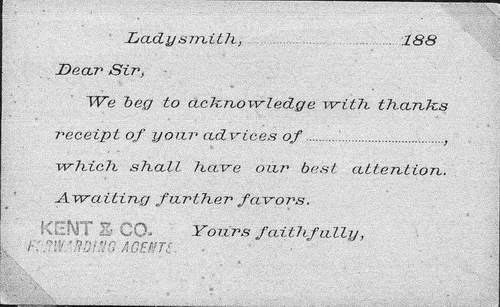 Ladysmith, 188
Dear Sir,
We beg to acknowledge with thanks
receipt of your advices of ,
which shall have our best attention.
Awaiting further favors.
Yours faithfully,
KENT & CO.
FORWARDING AGENTS.